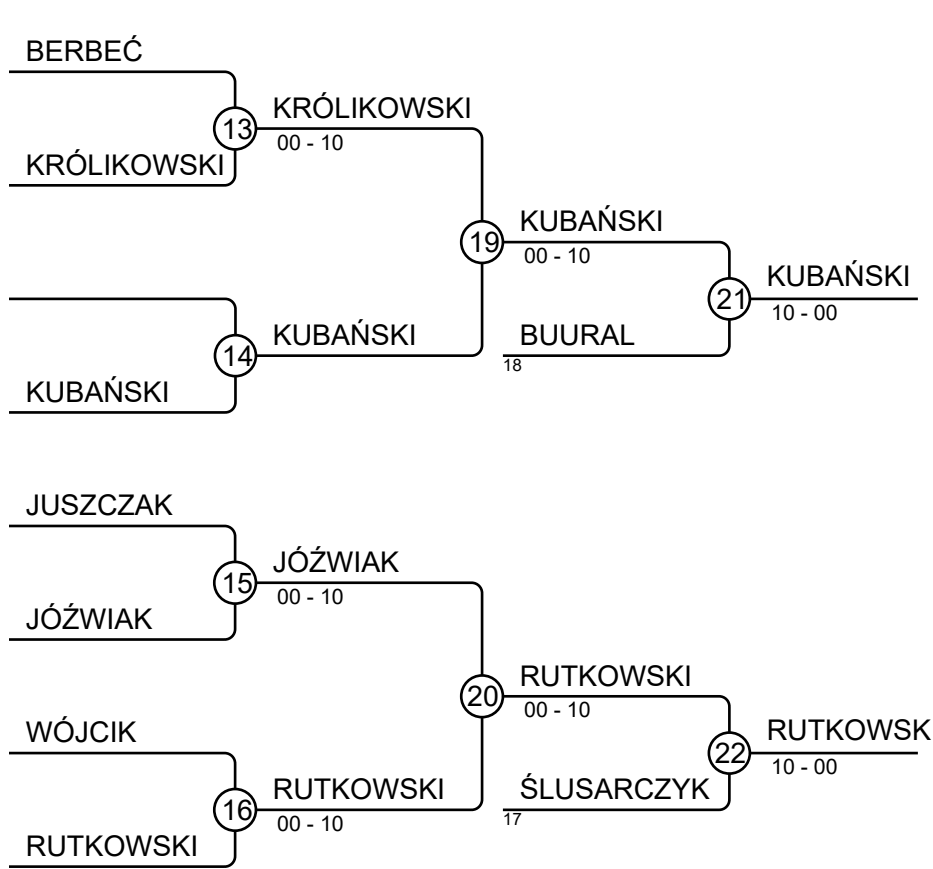 BERBEĆ
KRÓLIKOWSKI
13
00 - 10
KRÓLIKOWSKI
KUBAŃSKI
19
00 - 10
KUBAŃSKI
21
10 - 00
KUBAŃSKI
14
BUURAL
18
KUBAŃSKI
JUSZCZAK
JÓŹWIAK
15
00 - 10
JÓŹWIAK
RUTKOWSKI
20
00 - 10
WÓJCIK
RUTKOWSK
22
10 - 00
RUTKOWSKI
16
00 - 10
ŚLUSARCZYK
17
RUTKOWSKI